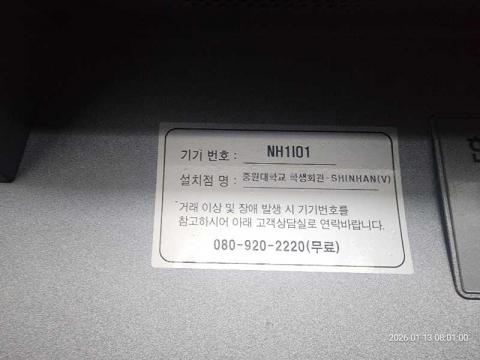 기기 번호 : NH1I01
설치점 명 : 중원대학교 학생회관-SHINHAN(V)
거래 이상 및 장애 발생 시 기기번호를
참고하시어 아래 고객상담실로 연락바랍니다.
080-920-2220(무료)
2026-01-13 08:01:00